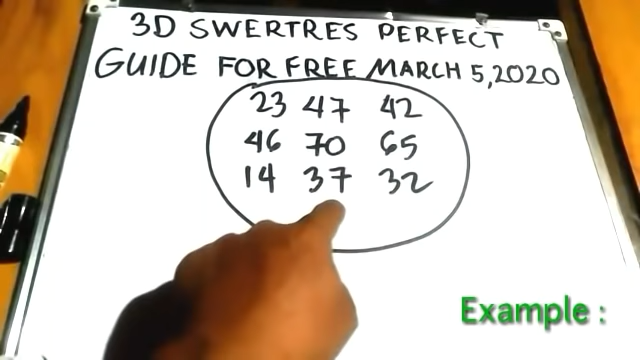 3D SWERTRES PERFECT
GUIDE FOR FREE MARCH 5,2020
23 47 42
46 70 65
14 37 32
Example :